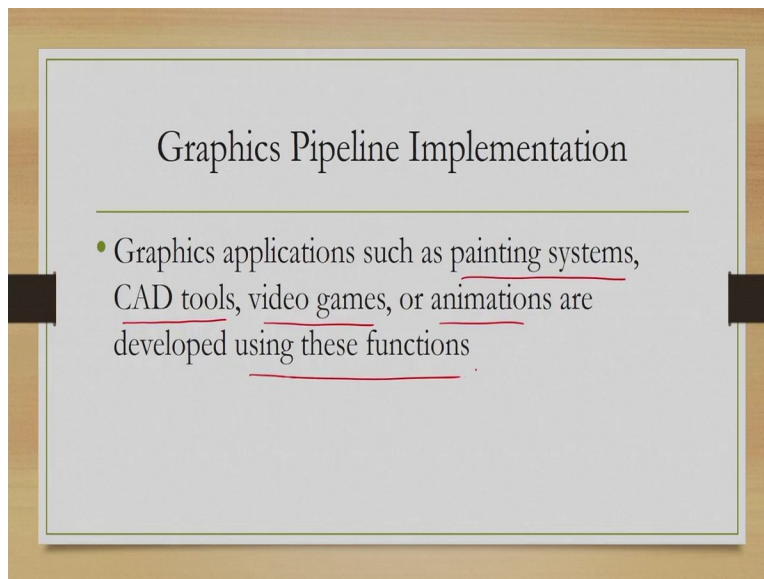 Graphics Pipeline Implementation
• Graphics applications such as painting systems,
CAD tools, video games, or animations are
developed using these functions